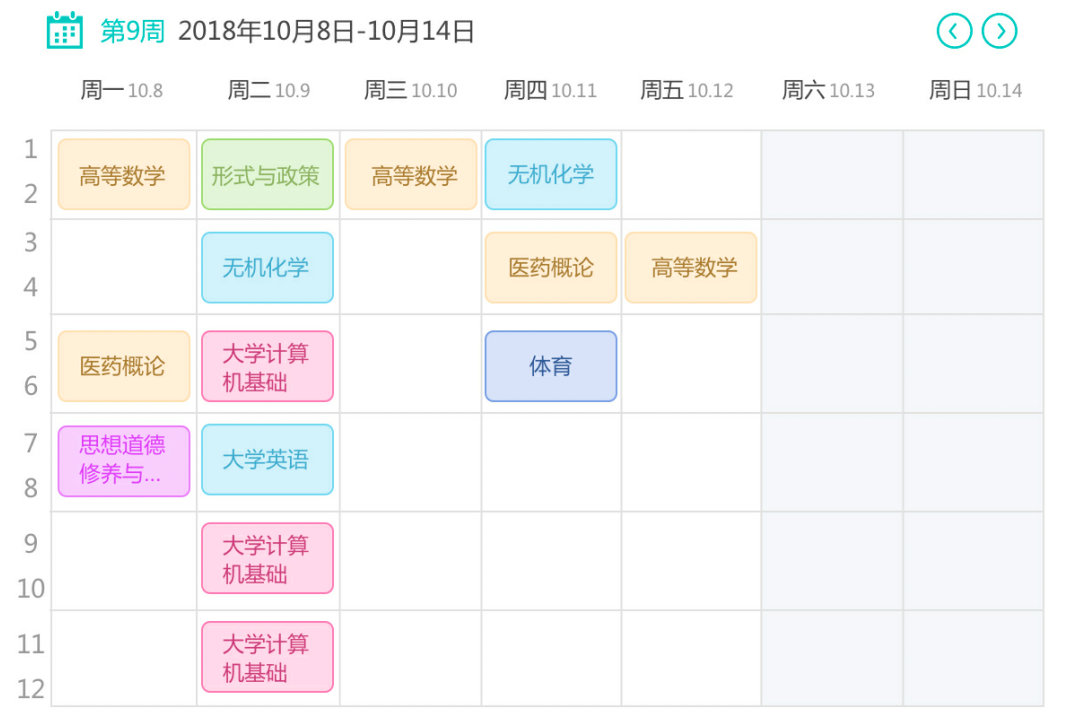 第9周 2018年10月8日-10月14日
周一 10.8 周二 10.9 周三 10.10 周四 10.11 周五 10.12 周六 10.13 周日 10.14
1
高等数学 形式与政策 高等数学 无机化学
2
3
无机化学 医药概论 高等数学
4
5
医药概论
大学计算
机基础
体育
6
7
思想道德
修养与...
大学英语
8
9
大学计算
机基础
10
11
大学计算
机基础
12